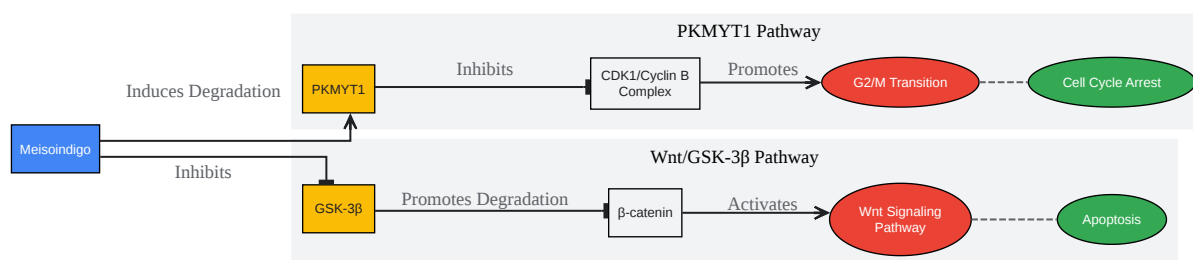 PKMYT1 Pathway
Induces Degradation
PKMYT1
Inhibits
CDK1/Cyclin B
Complex
Promotes
G2/M Transition
Cell Cycle Arrest
Meisoindigo
Inhibits
Wnt/GSK-3β Pathway
GSK-3β
Promotes Degradation
β-catenin
Activates
Wnt Signaling
Pathway
Apoptosis